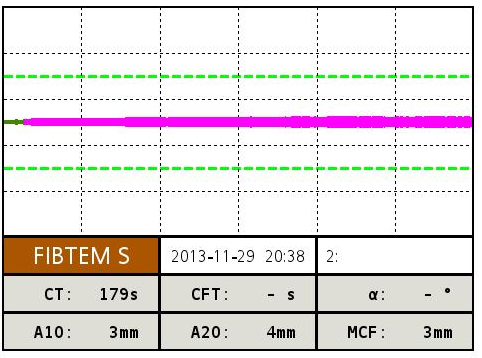 FIBTEM S 2013-11-29 20:38 2:
CT: 179s CFT: - s α: - °
A10: 3mm A20: 4mm MCF: 3mm